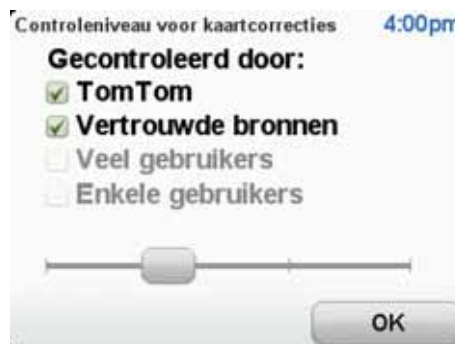 Controleniveau voor kaartcorrecties 4:00pm
Gecontroleerd door:
TomTom
Vertrouwde bronnen
Veel gebruikers
Enkele gebruikers
OK